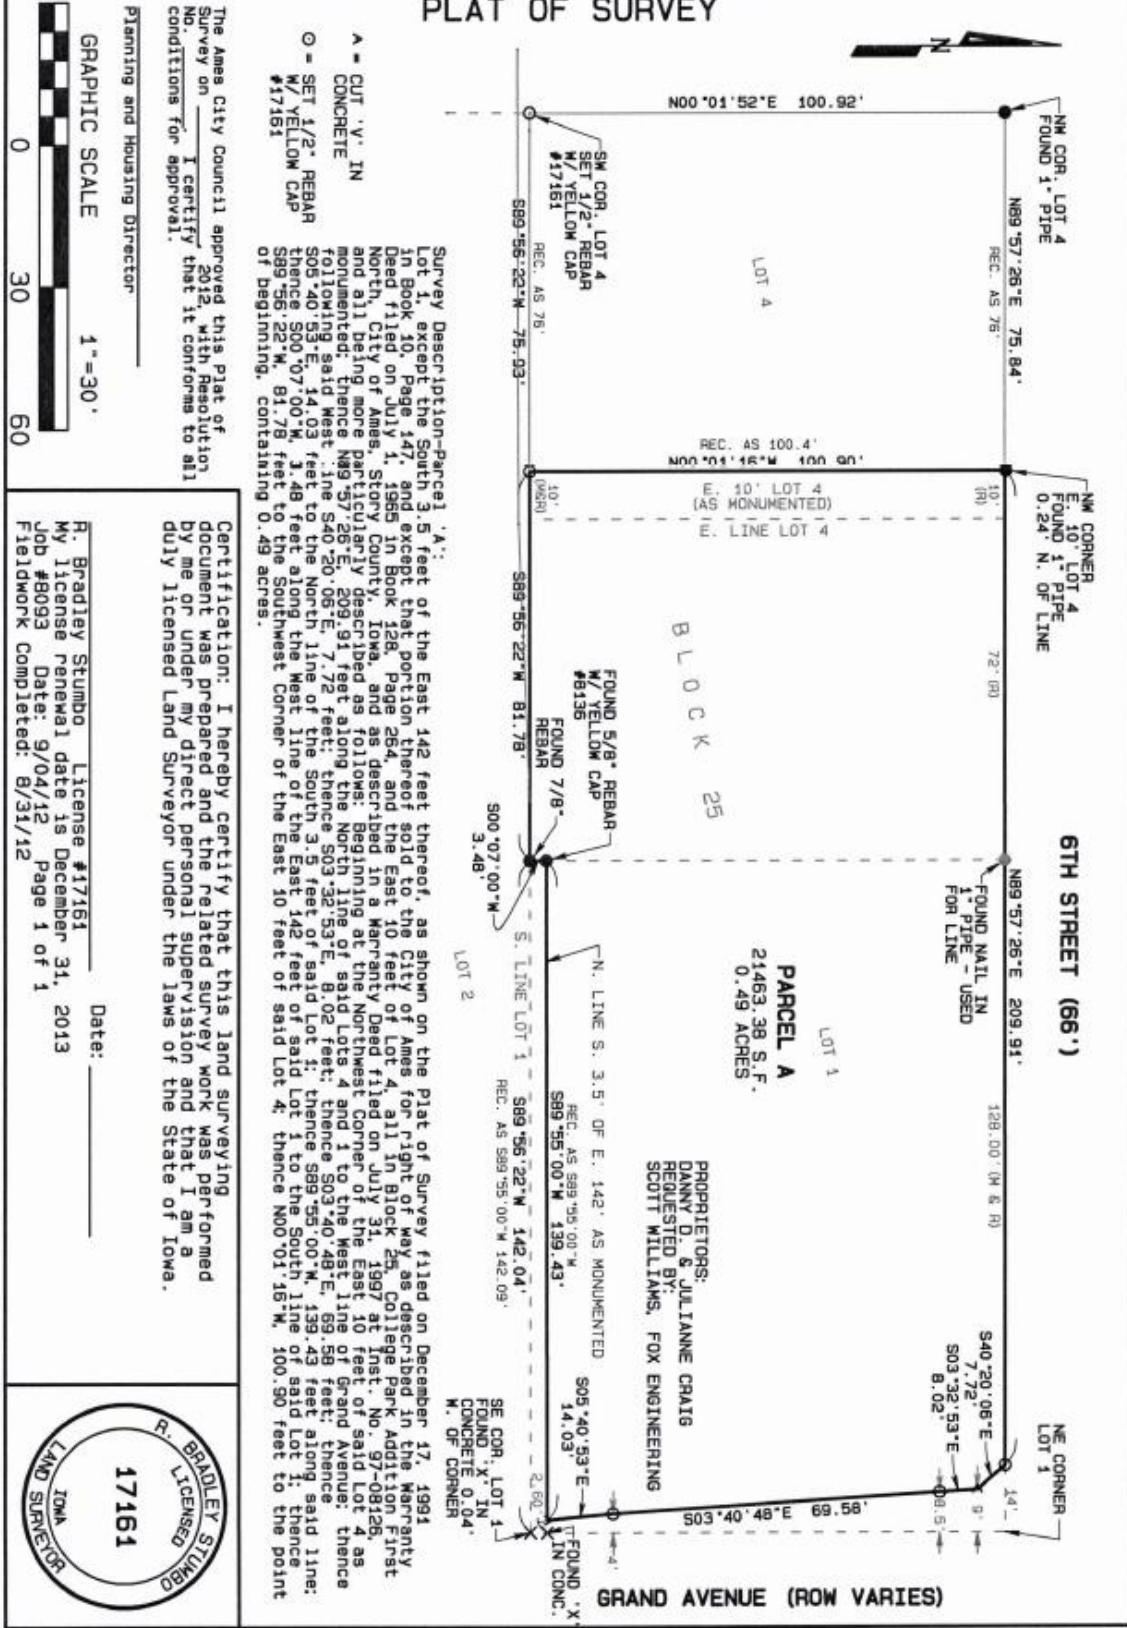 PLAT OF SURVEY
N
6TH STREET (66')
GRAND AVENUE (ROW VARIES)
NW COR. LOT 4
FOUND 1" PIPE
N89°57'26"E 75.84'
REC. AS 76'
NW CORNER
E. 10' LOT 4
FOUND 1" PIPE
0.24' N. OF LINE
10'
(R)
72' (R)
N89°57'26"E 209.91'
FOUND NAIL IN
1" PIPE - USED
FOR LINE
128.00' (M & R)
NE CORNER
LOT 1
14'
S40°20'06"E
7.72'
S03°32'53"E
8.02'
9'
8.5'
N00°01'52"E 100.92'
LOT 4
REC. AS 100.4'
N00°01'16"W 100.90'
E. 10' LOT 4
(AS MONUMENTED)
E. LINE LOT 4
BLOCK 25
LOT 1
PARCEL A
21463.38 S.F.
0.49 ACRES
PROPRIETORS:
DANNY D. & JULIANNE CRAIG
REQUESTED BY:
SCOTT WILLIAMS, FOX ENGINEERING
S03°40'48"E 69.58'
SW COR. LOT 4
SET 1/2" REBAR
W/ YELLOW CAP
#17161
REC. AS 76'
S89°56'22"W 75.93'
10'
(M&R)
S89°56'22"W 81.78'
FOUND 5/8" REBAR
W/ YELLOW CAP
#8136
FOUND 7/8"
REBAR
S00°07'00"W
3.48'
N. LINE S. 3.5' OF E. 142' AS MONUMENTED
REC. AS S89°55'00"W
S89°55'00"W 139.43'
S. LINE LOT 1
S89°56'22"W 142.04'
REC. AS S89°55'00"W 142.09'
LOT 2
S05°40'53"E
14.03'
4'
2.60'
SE COR. LOT 1
FOUND 'X' IN
CONCRETE 0.04'
W. OF CORNER
FOUND 'X'
IN CONC.
^ = CUT 'V' IN
CONCRETE
⊙ = SET 1/2" REBAR
W/ YELLOW CAP
#17161
Survey Description-Parcel 'A':
Lot 1, except the South 3.5 feet of the East 142 feet thereof, as shown on the Plat of Survey filed on December 17, 1991
in Book 10, Page 147, and except that portion thereof sold to the City of Ames for right of way as described in the Warranty
Deed filed on July 1, 1965 in Book 128, Page 264, and the East 10 feet of Lot 4, all in Block 25, College Park Addition First
North, City of Ames, Story County, Iowa, and as described in a Warranty Deed filed on July 31, 1997 at Inst. No. 97-08126,
and all being more particularly described as follows: Beginning at the Northwest Corner of the East 10 feet of said Lot 4 as
monumented; thence N89°57'26"E, 209.91 feet along the North line of said Lots 4 and 1 to the West line of Grand Avenue; thence
following said West line S40°20'06"E, 7.72 feet; thence S03°32'53"E, 8.02 feet; thence S03°40'48"E, 69.58 feet; thence
S05°40'53"E, 14.03 feet to the North line of the South 3.5 feet of said Lot 1; thence S89°55'00"W, 139.43 feet along said line;
thence S00°07'00"W, 3.48 feet along the West line of the East 142 feet of said Lot 1 to the South line of said Lot 1; thence
S89°56'22"W, 81.78 feet to the Southwest Corner of the East 10 feet of said Lot 4; thence N00°01'16"W, 100.90 feet to the point
of beginning, containing 0.49 acres.
The Ames City Council approved this Plat of
Survey on , 2012, with Resolution
No. . I certify that it conforms to all
conditions for approval.
Planning and Housing Director
GRAPHIC SCALE 1"=30'
0 30 60
Certification: I hereby certify that this land surveying
document was prepared and the related survey work was performed
by me or under my direct personal supervision and that I am a
duly licensed Land Surveyor under the laws of the State of Iowa.
Date:
R. Bradley Stumbo License #17161
My license renewal date is December 31, 2013
Job #8093 Date: 9/04/12 Page 1 of 1
Fieldwork Completed: 8/31/12
R. BRADLEY STUMBO
LICENSED
17161
IOWA
LAND SURVEYOR